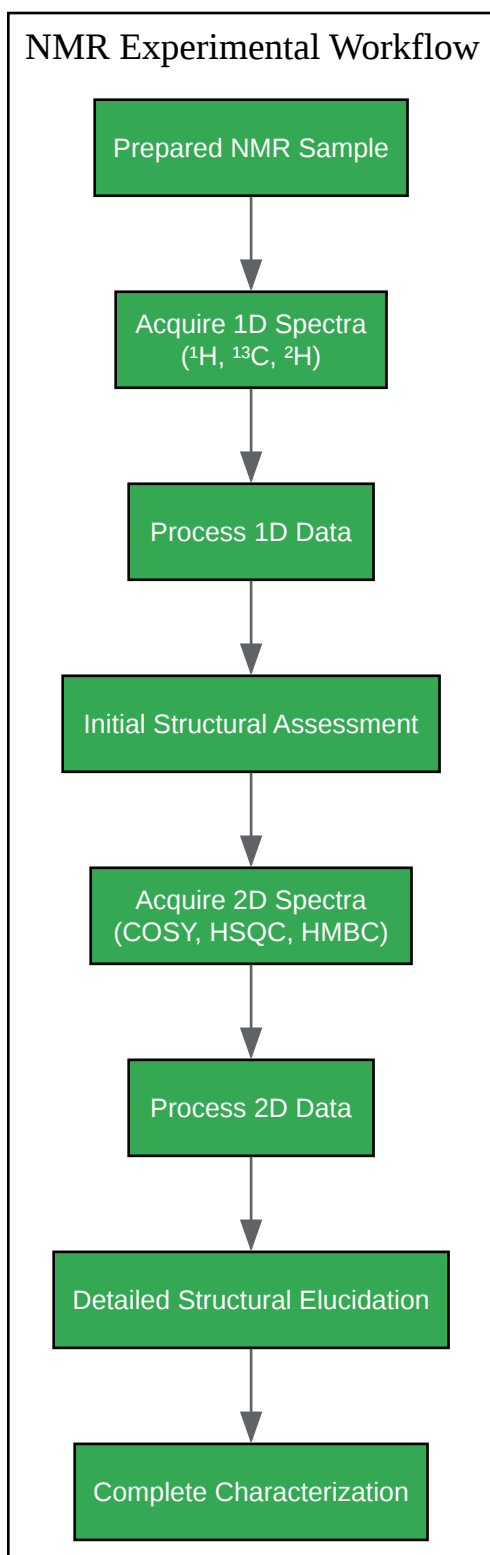 NMR Experimental Workflow
Prepared NMR Sample
Acquire 1D Spectra
(¹H, ¹³C, ²H)
Process 1D Data
Initial Structural Assessment
Acquire 2D Spectra
(COSY, HSQC, HMBC)
Process 2D Data
Detailed Structural Elucidation
Complete Characterization